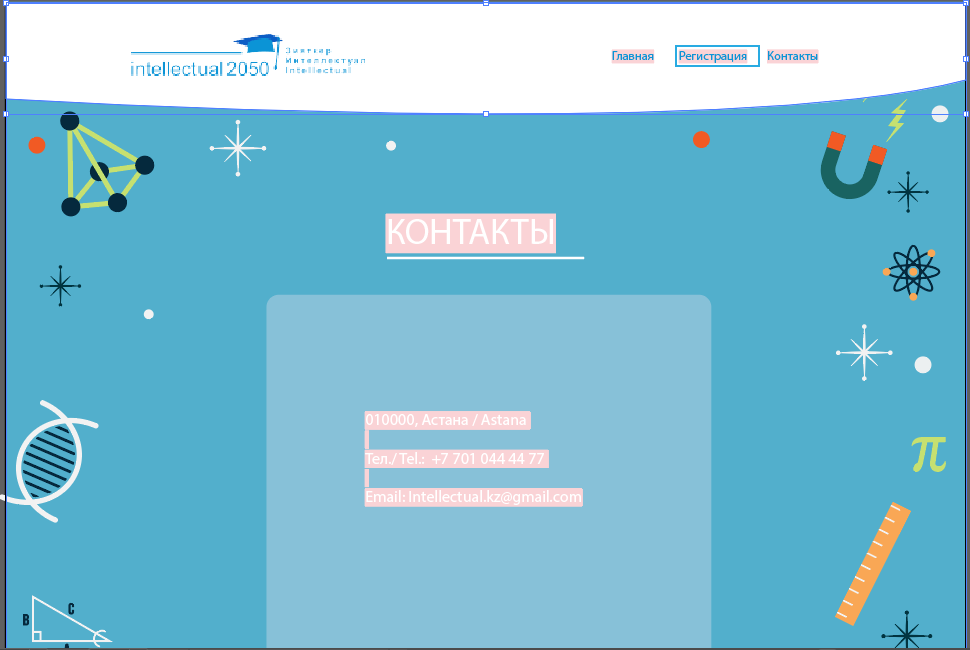 intellectual 2050
Зияткер
Интеллектуал
Intellectual
Главная
Регистрация
Контакты
КОНТАКТЫ
010000, Астана / Astana
Тел./ Tel.: +7 701 044 44 77
Email: Intellectual.kz@gmail.com
π
B
C